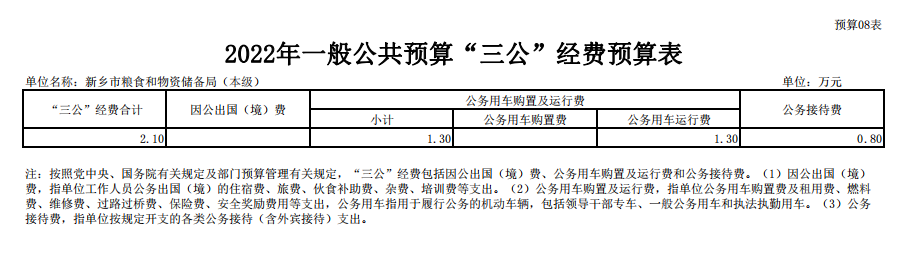 预算08表
2022年一般公共预算“三公”经费预算表
单位名称：新乡市粮食和物资储备局（本级） 单位：万元
“三公”经费合计 因公出国（境）费 公务用车购置及运行费 公务接待费
小计 公务用车购置费 公务用车运行费
2.10 1.30 1.30 0.80
注：按照党中央、国务院有关规定及部门预算管理有关规定，“三公”经费包括因公出国（境）费、公务用车购置及运行费和公务接待费。（1）因公出国（境）
费，指单位工作人员公务出国（境）的住宿费、旅费、伙食补助费、杂费、培训费等支出。（2）公务用车购置及运行费，指单位公务用车购置费及租用费、燃料
费、维修费、过路过桥费、保险费、安全奖励费用等支出，公务用车指用于履行公务的机动车辆，包括领导干部专车、一般公务用车和执法执勤用车。（3）公务
接待费，指单位按规定开支的各类公务接待（含外宾接待）支出。